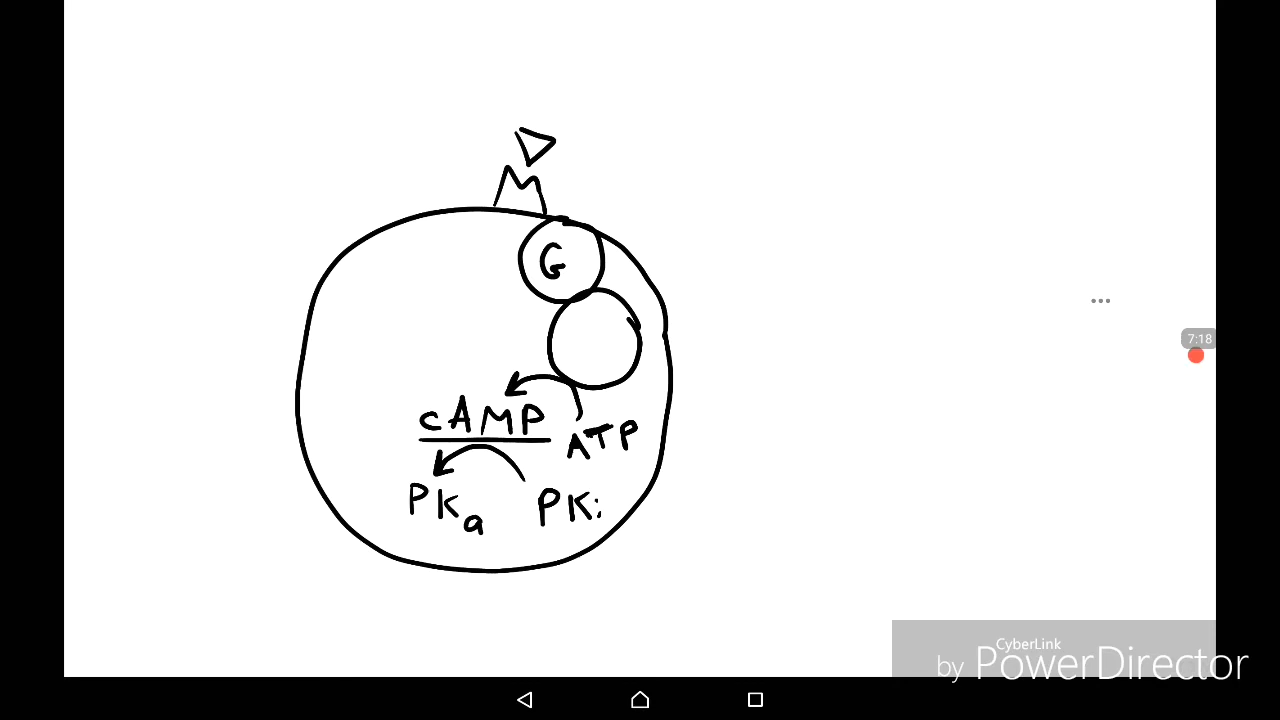 G
cAMP
ATP
PKa
PKi
7:18
CyberLink
by PowerDirector